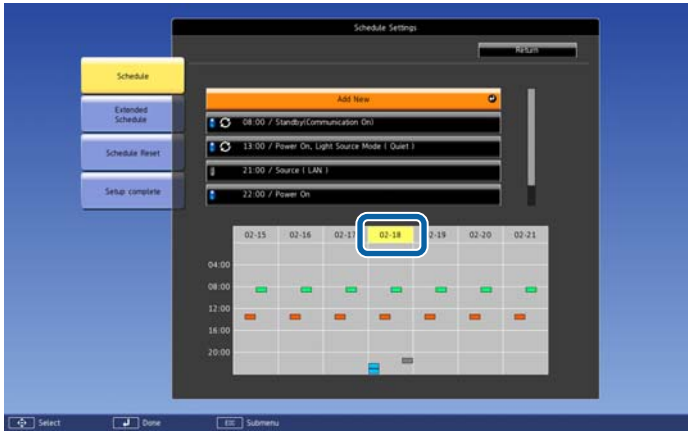 Schedule Settings
Return
Schedule
Extended
Schedule
Schedule Reset
Setup complete
Add New
08:00 / Standby(Communication On)
13:00 / Power On, Light Source Mode ( Quiet )
21:00 / Source ( LAN )
22:00 / Power On
02-15 02-16 02-17 02-18 02-19 02-20 02-21
04:00
08:00
12:00
16:00
20:00
Select Done Esc Submenu